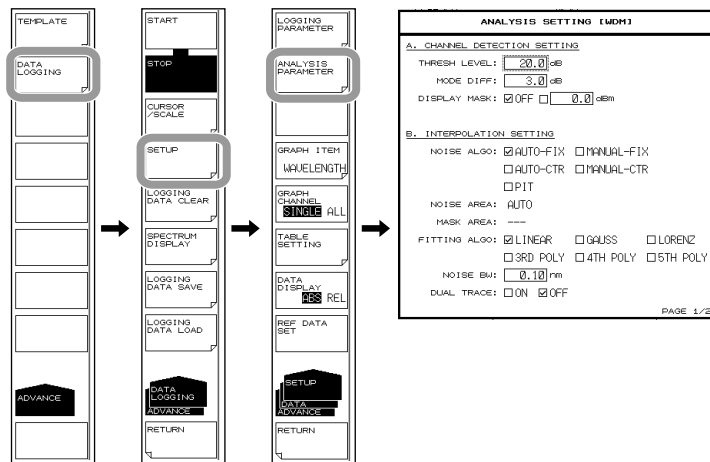 TEMPLATE
DATA
LOGGING
ADVANCE
START
STOP
CURSOR
/SCALE
SETUP
LOGGING
DATA CLEAR
SPECTRUM
DISPLAY
LOGGING
DATA SAVE
LOGGING
DATA LOAD
DATA
LOGGING
ADVANCE
RETURN
LOGGING
PARAMETER
ANALYSIS
PARAMETER
GRAPH ITEM
WAVELENGTH
GRAPH
CHANNEL
SINGLE ALL
TABLE
SETTING
DATA
DISPLAY
ABS REL
REF DATA
SET
SETUP
DATA
ADVANCE
RETURN
ANALYSIS SETTING [WDM]
A. CHANNEL DETECTION SETTING
THRESH LEVEL: 20.0 dB
MODE DIFF: 3.0 dB
DISPLAY MASK: ☑OFF ☐ 0.0 dBm
B. INTERPOLATION SETTING
NOISE ALGO: ☑AUTO-FIX ☐MANUAL-FIX
☐AUTO-CTR ☐MANUAL-CTR
☐PIT
NOISE AREA: AUTO
MASK AREA: ---
FITTING ALGO: ☑LINEAR ☐GAUSS ☐LORENZ
☐3RD POLY ☐4TH POLY ☐5TH POLY
NOISE BW: 0.10 nm
DUAL TRACE: ☐ON ☑OFF
PAGE 1/2